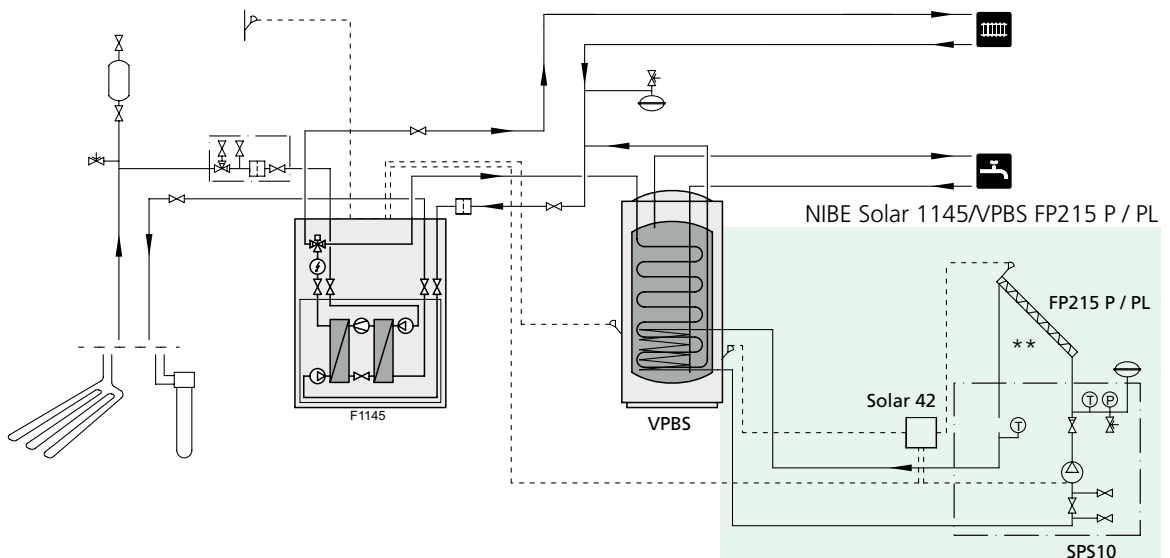 NIBE Solar 1145/VPBS FP215 P / PL
FP215 P / PL
**
T
P
Solar 42
T
F1145
VPBS
SPS10